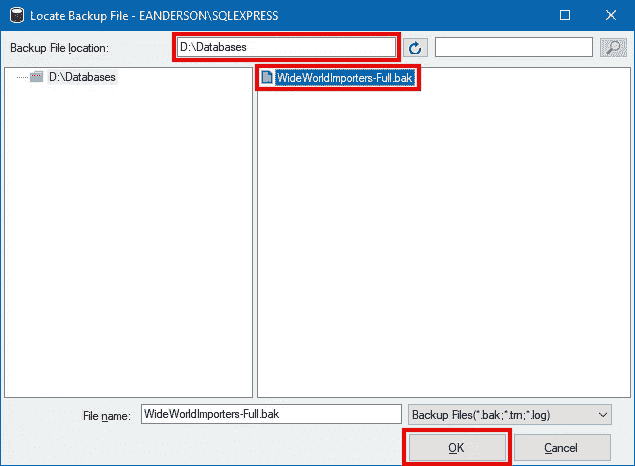 Locate Backup File - EANDERSON\SQLEXPRESS
Backup File location:
D:\Databases
D:\Databases
WideWorldImporters-Full.bak
File name:
WideWorldImporters-Full.bak
Backup Files(*.bak;*.trn;*.log)
OK
Cancel